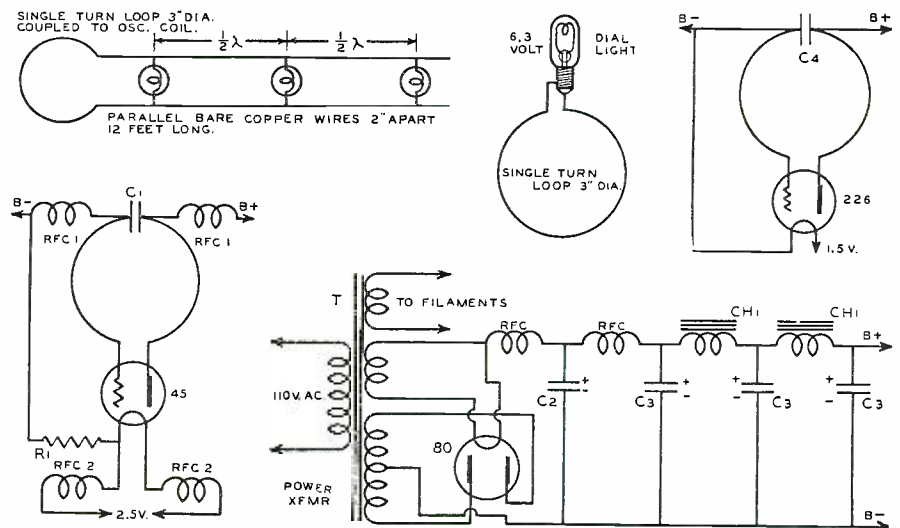 SINGLE TURN LOOP 3" DIA.
COUPLED TO OSC. COIL.
½ λ
½ λ
PARALLEL BARE COPPER WIRES 2" APART
12 FEET LONG.
6.3
VOLT
DIAL
LIGHT
SINGLE TURN
LOOP 3" DIA.
B-
B+
C4
226
1.5 V.
B-
C1
B+
RFC 1
RFC 1
45
R1
RFC 2
RFC 2
2.5V.
T
TO FILAMENTS
110V. AC.
POWER
XFMR
80
RFC
RFC
CH1
CH1
B+
C2
+
-
C3
+
-
+
-
C3
+
-
C3
B-